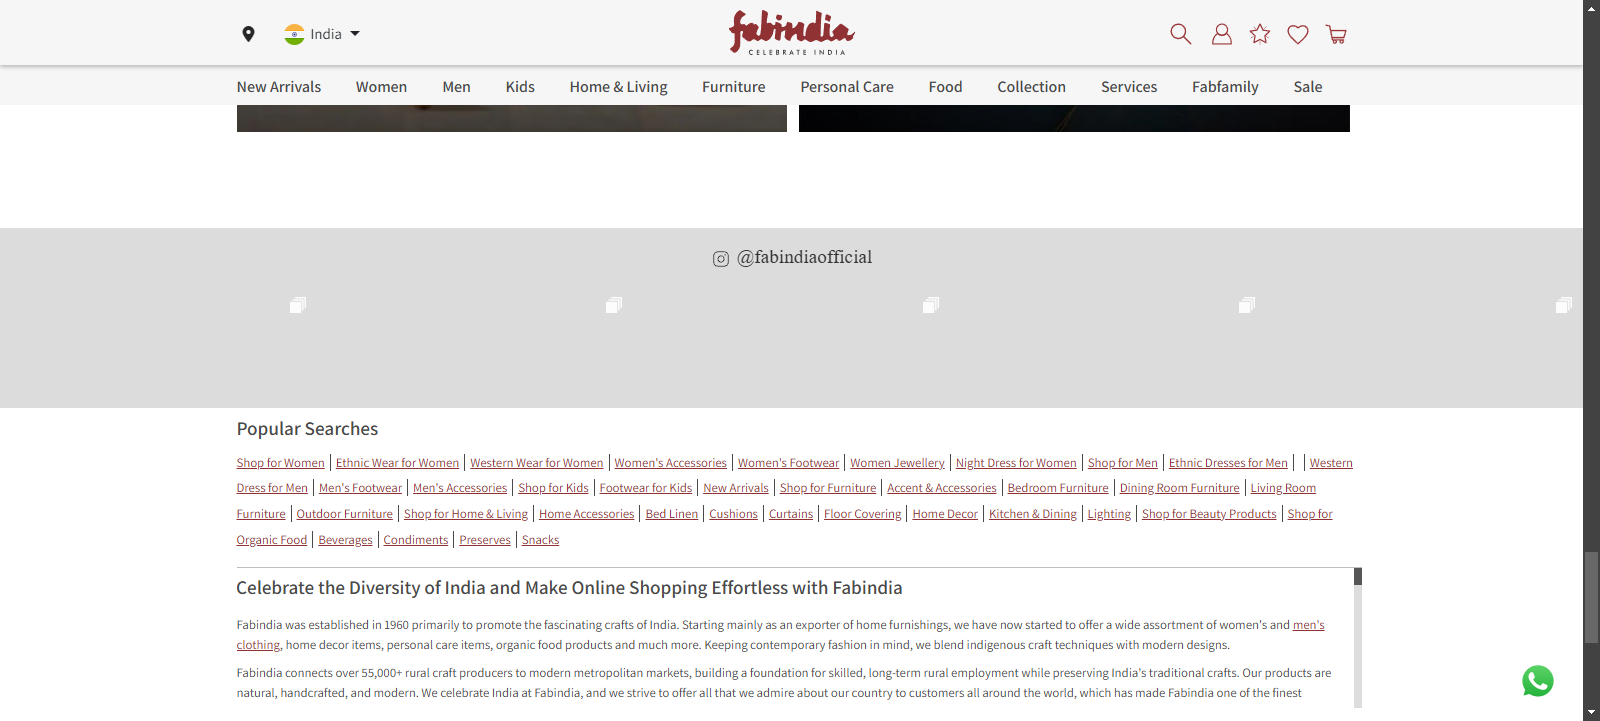 India
fabindia
CELEBRATE INDIA
New Arrivals Women Men Kids Home & Living Furniture Personal Care Food Collection Services Fabfamily Sale
@fabindiaofficial
Popular Searches
Shop for Women | Ethnic Wear for Women | Western Wear for Women | Women's Accessories | Women's Footwear | Women Jewellery | Night Dress for Women | Shop for Men | Ethnic Dresses for Men | | Western
Dress for Men | Men's Footwear | Men's Accessories | Shop for Kids | Footwear for Kids | New Arrivals | Shop for Furniture | Accent & Accessories | Bedroom Furniture | Dining Room Furniture | Living Room
Furniture | Outdoor Furniture | Shop for Home & Living | Home Accessories | Bed Linen | Cushions | Curtains | Floor Covering | Home Decor | Kitchen & Dining | Lighting | Shop for Beauty Products | Shop for
Organic Food | Beverages | Condiments | Preserves | Snacks
Celebrate the Diversity of India and Make Online Shopping Effortless with Fabindia
Fabindia was established in 1960 primarily to promote the fascinating crafts of India. Starting mainly as an exporter of home furnishings, we have now started to offer a wide assortment of women's and men's
clothing, home decor items, personal care items, organic food products and much more. Keeping contemporary fashion in mind, we blend indigenous craft techniques with modern designs.
Fabindia connects over 55,000+ rural craft producers to modern metropolitan markets, building a foundation for skilled, long-term rural employment while preserving India's traditional crafts. Our products are
natural, handcrafted, and modern. We celebrate India at Fabindia, and we strive to offer all that we admire about our country to customers all around the world, which has made Fabindia one of the finest